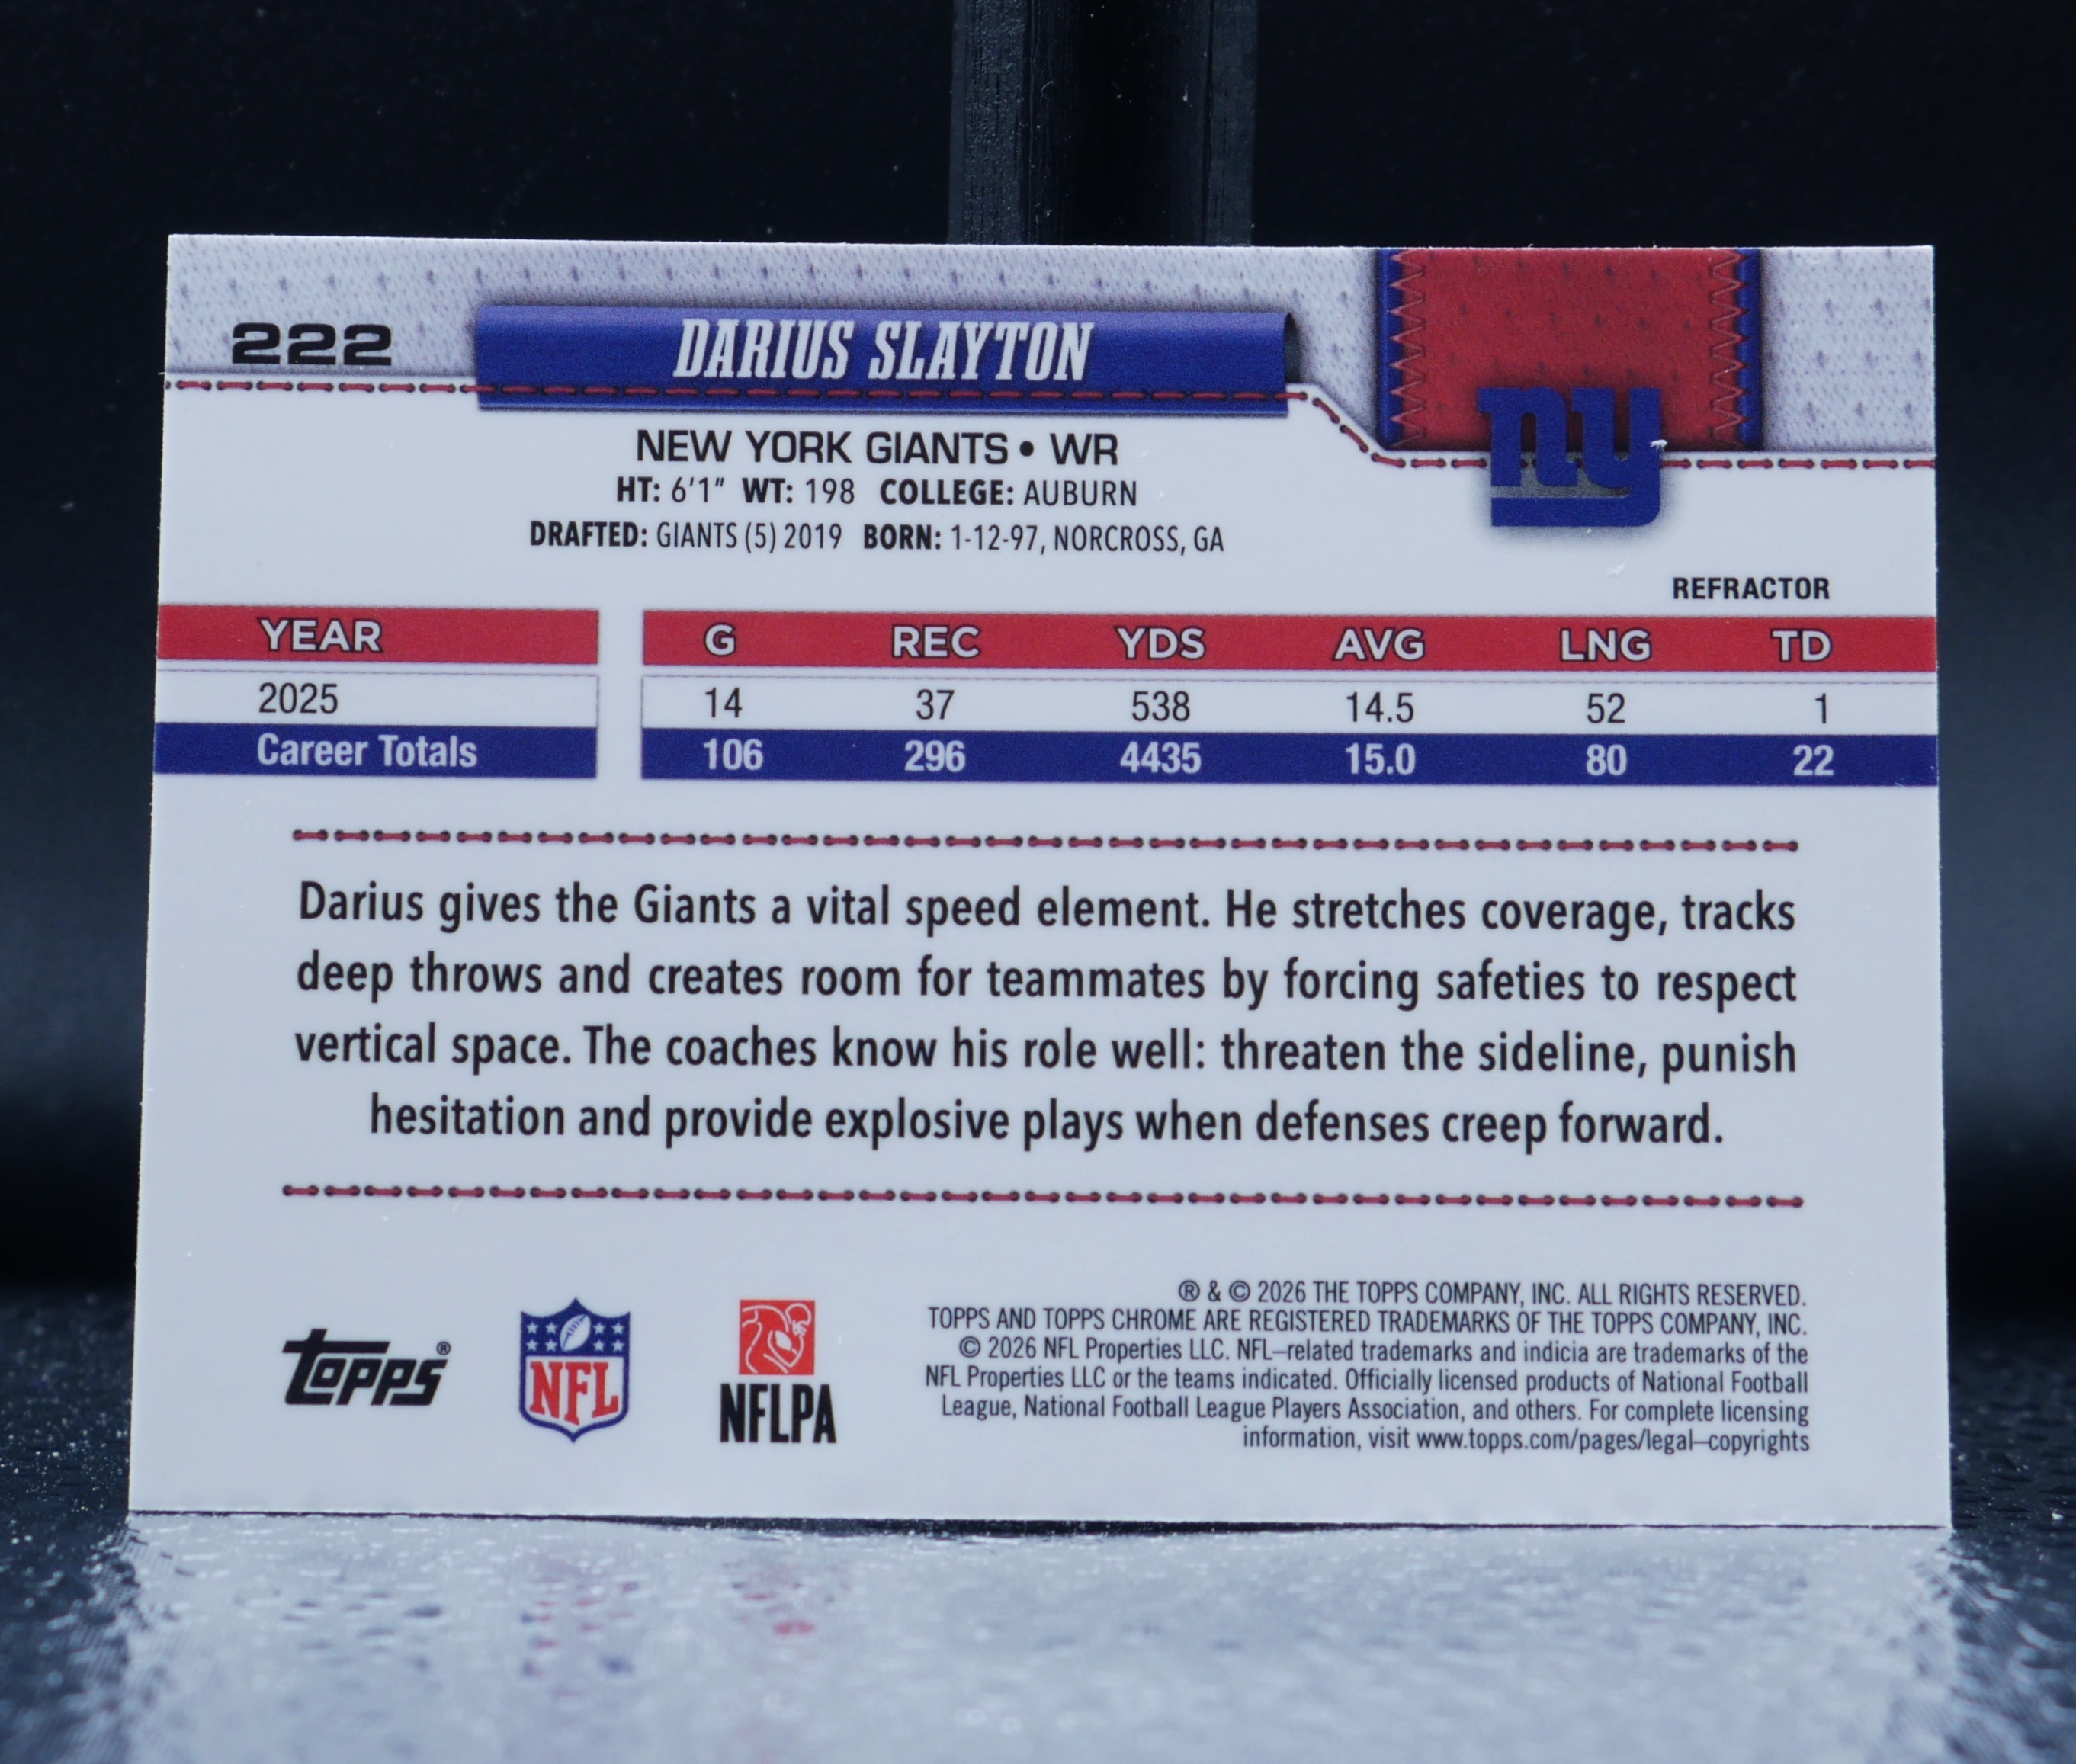 222
DARIUS SLAYTON
ny
NEW YORK GIANTS • WR
HT: 6'1" WT: 198 COLLEGE: AUBURN
DRAFTED: GIANTS (5) 2019 BORN: 1-12-97, NORCROSS, GA
REFRACTOR
YEAR G REC YDS AVG LNG TD
2025 14 37 538 14.5 52 1
Career Totals 106 296 4435 15.0 80 22
Darius gives the Giants a vital speed element. He stretches coverage, tracks
deep throws and creates room for teammates by forcing safeties to respect
vertical space. The coaches know his role well: threaten the sideline, punish
hesitation and provide explosive plays when defenses creep forward.
topps®
NFL
NFLPA
® & © 2026 THE TOPPS COMPANY, INC. ALL RIGHTS RESERVED.
TOPPS AND TOPPS CHROME ARE REGISTERED TRADEMARKS OF THE TOPPS COMPANY, INC.
© 2026 NFL Properties LLC. NFL–related trademarks and indicia are trademarks of the
NFL Properties LLC or the teams indicated. Officially licensed products of National Football
League, National Football League Players Association, and others. For complete licensing
information, visit www.topps.com/pages/legal–copyrights